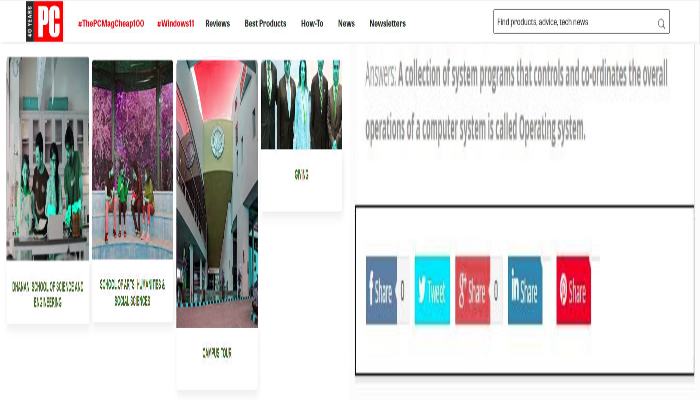 40 YEARS
PC
#ThePCMagCheap100 #Windows11 Reviews Best Products How-To News Newsletters
Find products, advice, tech news
Answers: A collection of system programs that controls and co-ordinates the overall
operations of a computer system is called Operating system.
GIVING
DHANANI SCHOOL OF SCIENCE AND
ENGINEERING
SCHOOL OF ARTS, HUMANITIES &
SOCIAL SCIENCES
CAMPUS TOUR
f Share 0 Tweet g+ Share 0 in Share Share